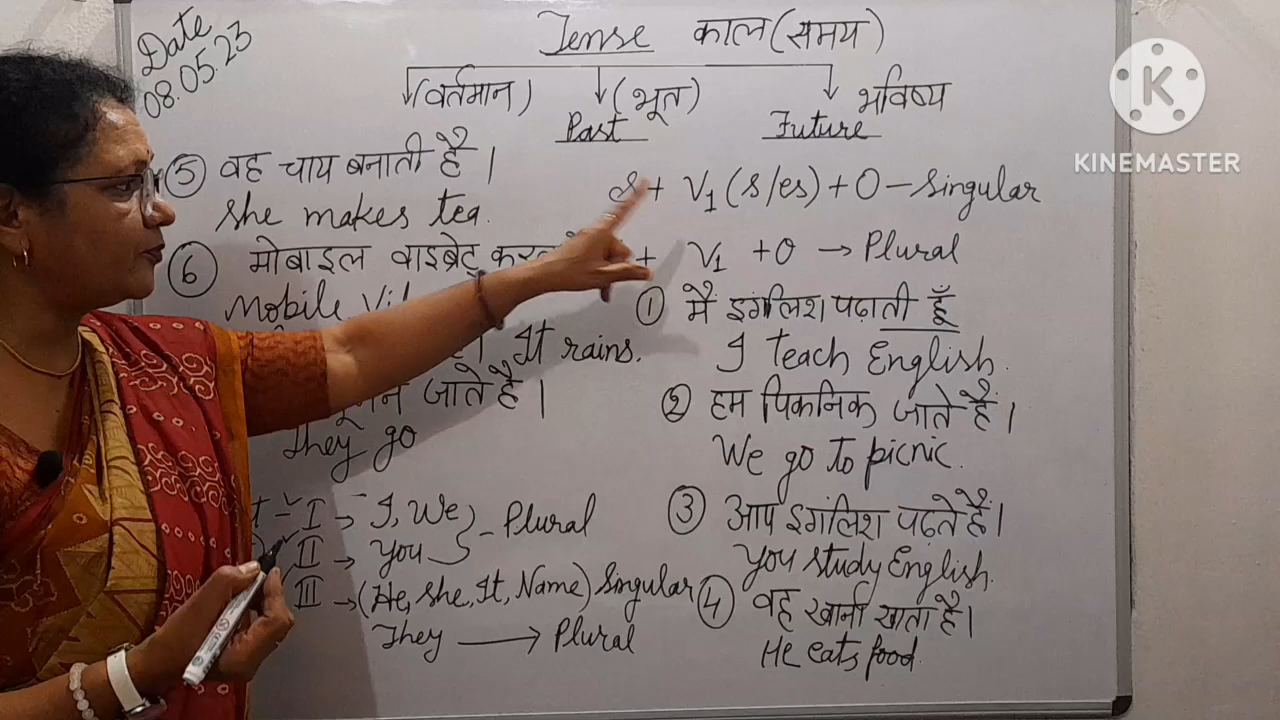 Date
08.05.23
Tense काल (समय)
(वर्तमान) (भूत) भविष्य
Past Future
S + V1 (s/es) + O - Singular
+ V1 + O → Plural
⑤ वह चाय बनाती है ।
She makes tea.
⑥ मोबाइल वाइब्रेट
Mobile
It rains.
जाते है ।
They go
① मै इगंलिश पढ़ाती हूँ
I teach English.
② हम पिकनिक जाते हैं ।
We go to picnic.
③ आप इगंलिश पढ़ते हैं ।
You study English.
④ वह खाना खाता है ।
He eats food.
I → I, We - Plural
II → You
III → (He, She, It, Name) Singular
They → Plural
K
KINEMASTER